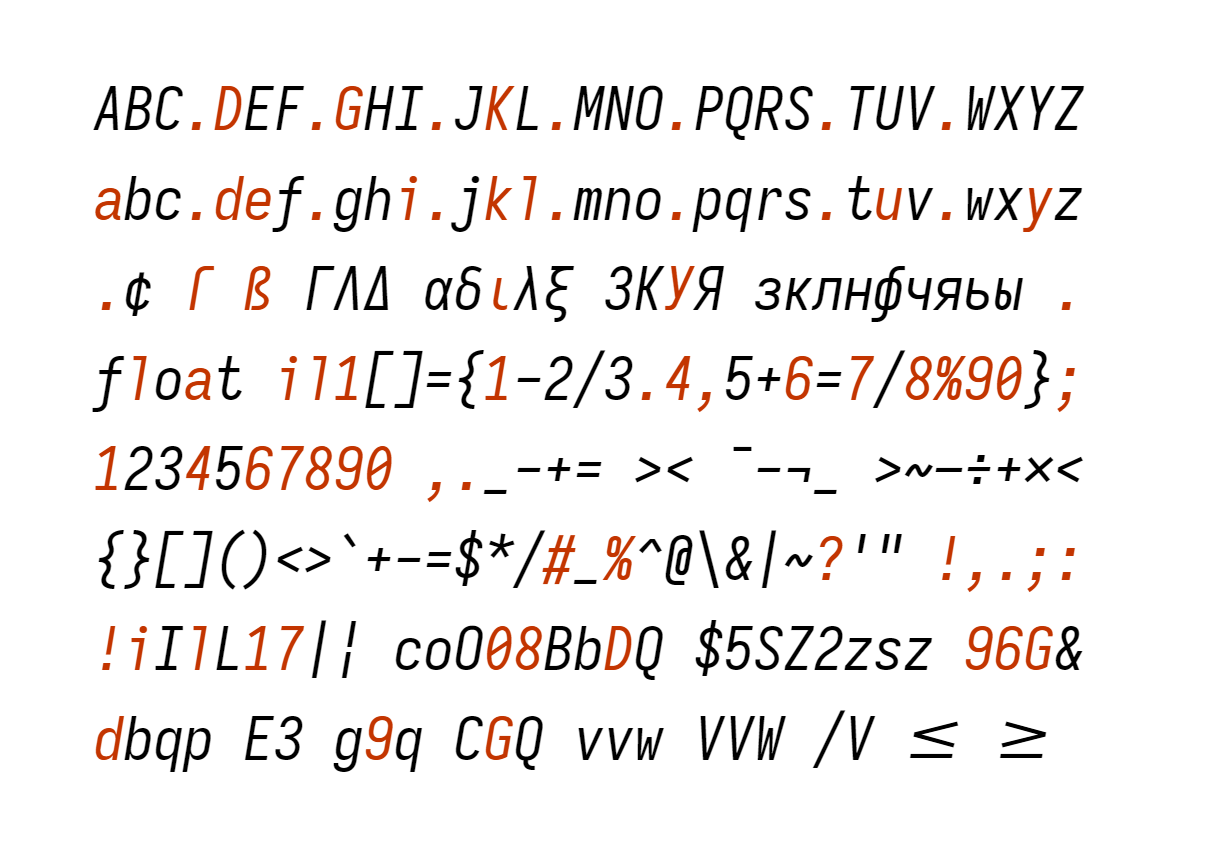 ABC.DEF.GHI.JKL.MNO.PQRS.TUV.WXYZ
abc.def.ghi.jkl.mno.pqrs.tuv.wxyz
.¢ ſ ß ΓΛΔ αδιλξ ЗКУЯ зклнфчяьы .
float il1[]={1-2/3.4,5+6=7/8%90};
1234567890 ,._-+= >< ¯-¬_ >~–÷+×<
{}[]()<>`+-=$*/#_%^@\&|~?'" !,.;:
!iIlL17|¦ coO08BbDQ $5SZ2zsz 96G&
dbqp E3 g9q CGQ vvw VVW /V ≤ ≥